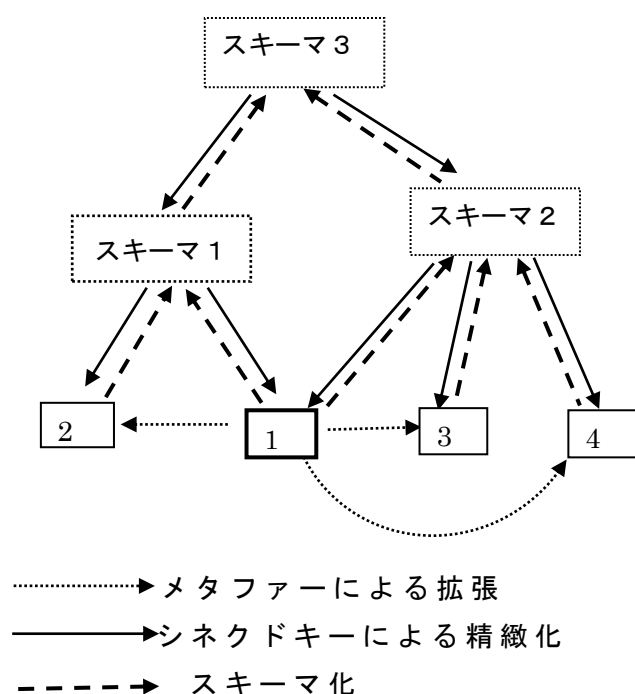 スキーマ３
スキーマ１
スキーマ２
2
1
3
4
メタファーによる拡張
シネクドキーによる精緻化
スキーマ化